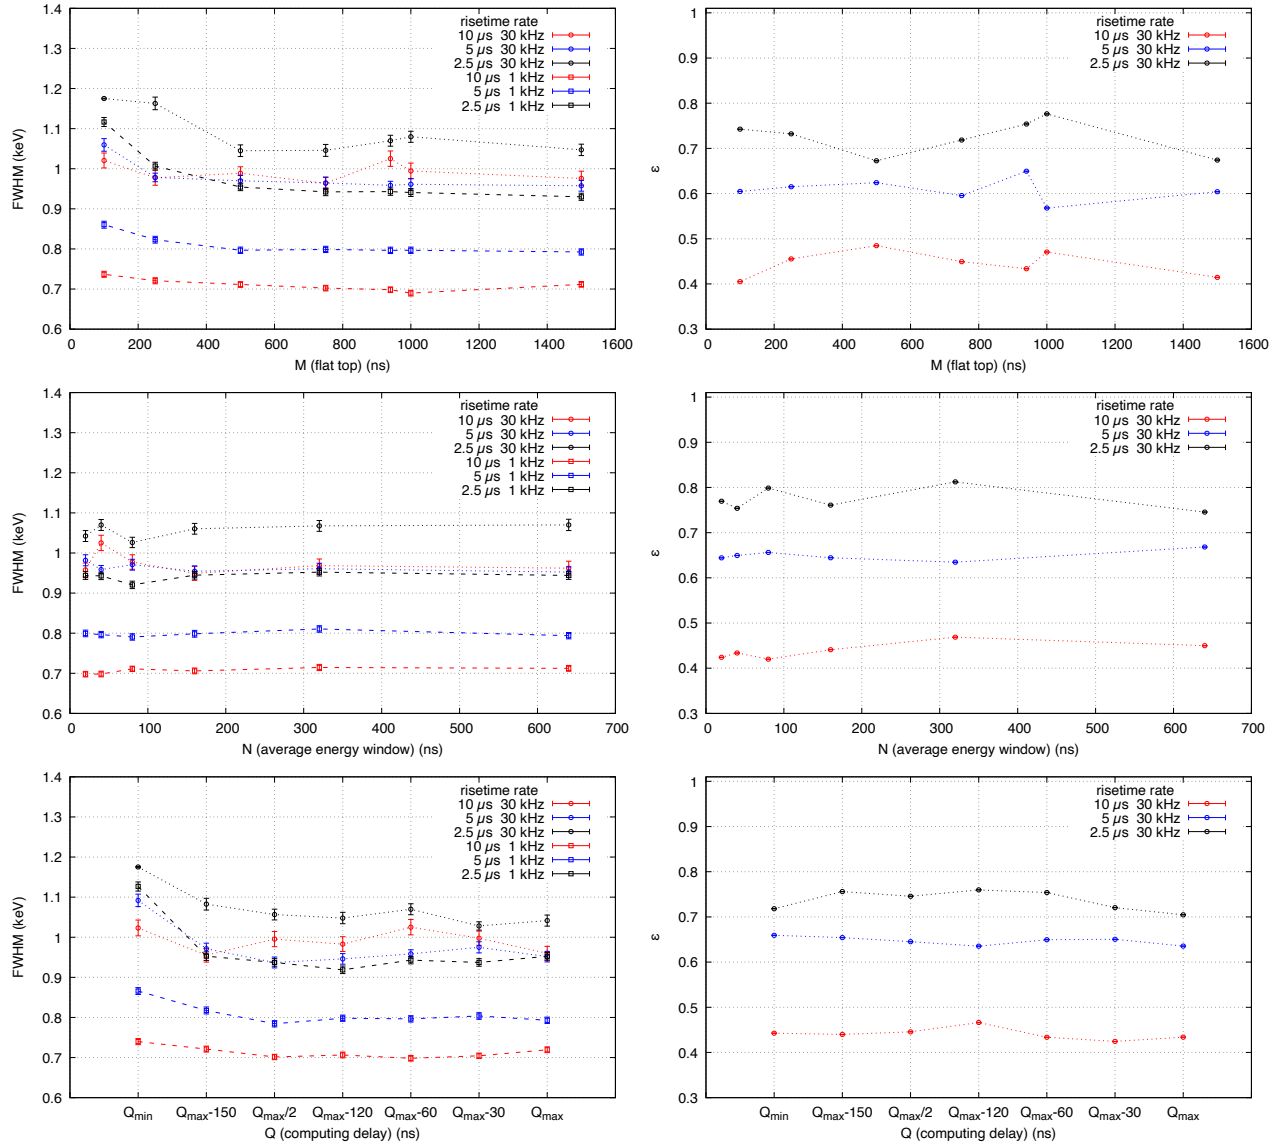 1.4
1.3
1.2
1.1
1
0.9
0.8
0.7
0.6
FWHM (keV)
0 200 400 600 800 1000 1200 1400 1600
M (flat top) (ns)
risetime rate
10 µs 30 kHz
5 µs 30 kHz
2.5 µs 30 kHz
10 µs 1 kHz
5 µs 1 kHz
2.5 µs 1 kHz
1
0.9
0.8
0.7
0.6
0.5
0.4
0.3
ε
0 200 400 600 800 1000 1200 1400 1600
M (flat top) (ns)
risetime rate
10 µs 30 kHz
5 µs 30 kHz
2.5 µs 30 kHz
1.4
1.3
1.2
1.1
1
0.9
0.8
0.7
0.6
FWHM (keV)
0 100 200 300 400 500 600 700
N (average energy window) (ns)
risetime rate
10 µs 30 kHz
5 µs 30 kHz
2.5 µs 30 kHz
10 µs 1 kHz
5 µs 1 kHz
2.5 µs 1 kHz
1
0.9
0.8
0.7
0.6
0.5
0.4
0.3
ε
0 100 200 300 400 500 600 700
N (average energy window) (ns)
risetime rate
10 µs 30 kHz
5 µs 30 kHz
2.5 µs 30 kHz
1.4
1.3
1.2
1.1
1
0.9
0.8
0.7
0.6
FWHM (keV)
Qmin Qmax-150 Qmax/2 Qmax-120 Qmax-60 Qmax-30 Qmax
Q (computing delay) (ns)
risetime rate
10 µs 30 kHz
5 µs 30 kHz
2.5 µs 30 kHz
10 µs 1 kHz
5 µs 1 kHz
2.5 µs 1 kHz
1
0.9
0.8
0.7
0.6
0.5
0.4
0.3
ε
Qmin Qmax-150 Qmax/2 Qmax-120 Qmax-60 Qmax-30 Qmax
Q (computing delay) (ns)
risetime rate
10 µs 30 kHz
5 µs 30 kHz
2.5 µs 30 kHz